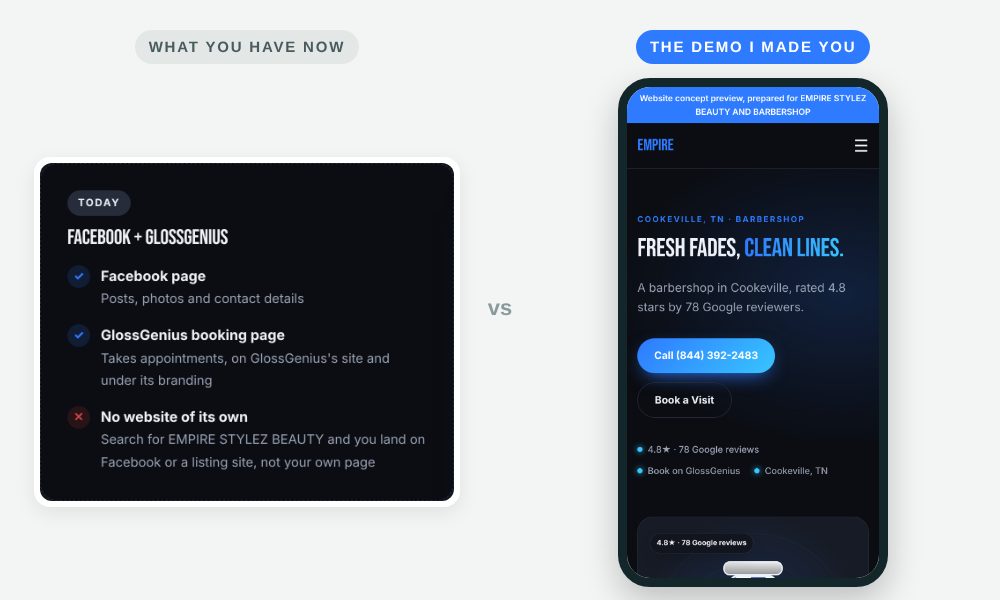 WHAT YOU HAVE NOW
TODAY
FACEBOOK + GLOSSGENIUS
Facebook page
Posts, photos and contact details
GlossGenius booking page
Takes appointments, on GlossGenius's site and
under its branding
No website of its own
Search for EMPIRE STYLEZ BEAUTY and you land on
Facebook or a listing site, not your own page
vs
THE DEMO I MADE YOU
Website concept preview, prepared for EMPIRE STYLEZ
BEAUTY AND BARBERSHOP
EMPIRE
COOKEVILLE, TN · BARBERSHOP
FRESH FADES, CLEAN LINES.
A barbershop in Cookeville, rated 4.8
stars by 78 Google reviewers.
Call (844) 392-2483
Book a Visit
4.8★ · 78 Google reviews
Book on GlossGenius Cookeville, TN
4.8★ · 78 Google reviews